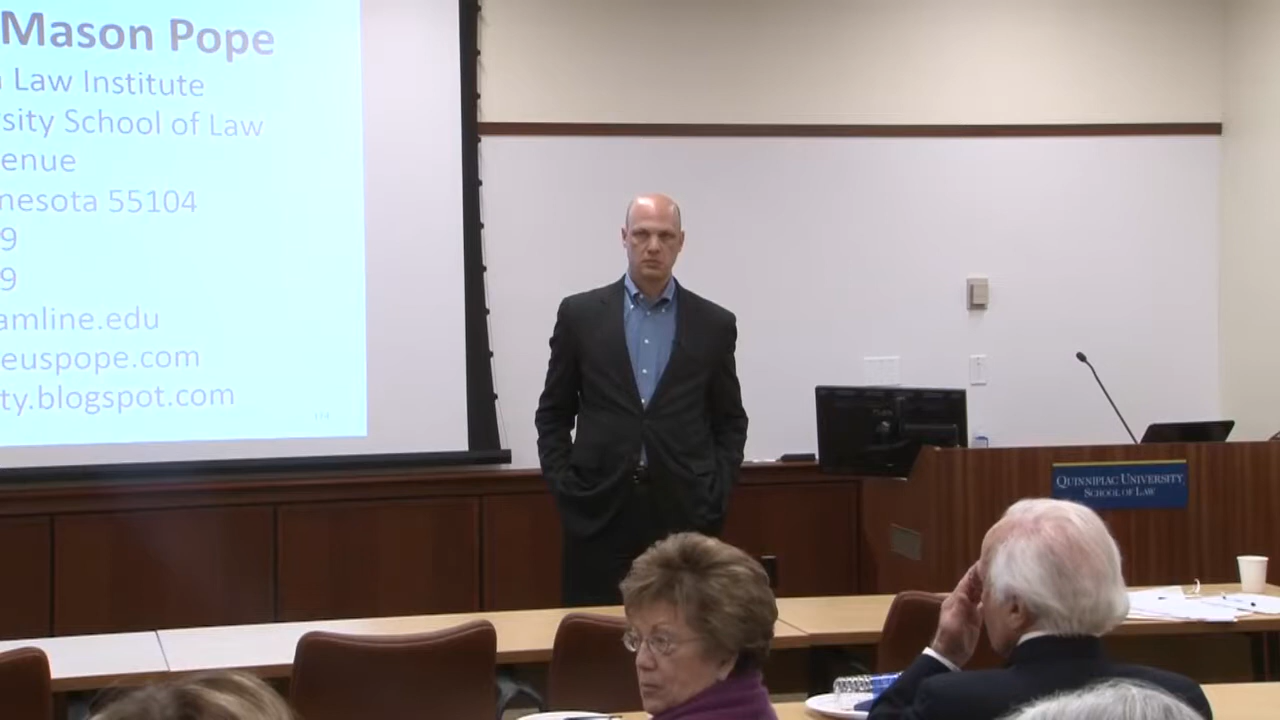 Mason Pope
Law Institute
sity School of Law
enue
nesota 55104
9
9
amline.edu
euspope.com
ty.blogspot.com
QUINNIPIAC UNIVERSITY
SCHOOL OF LAW